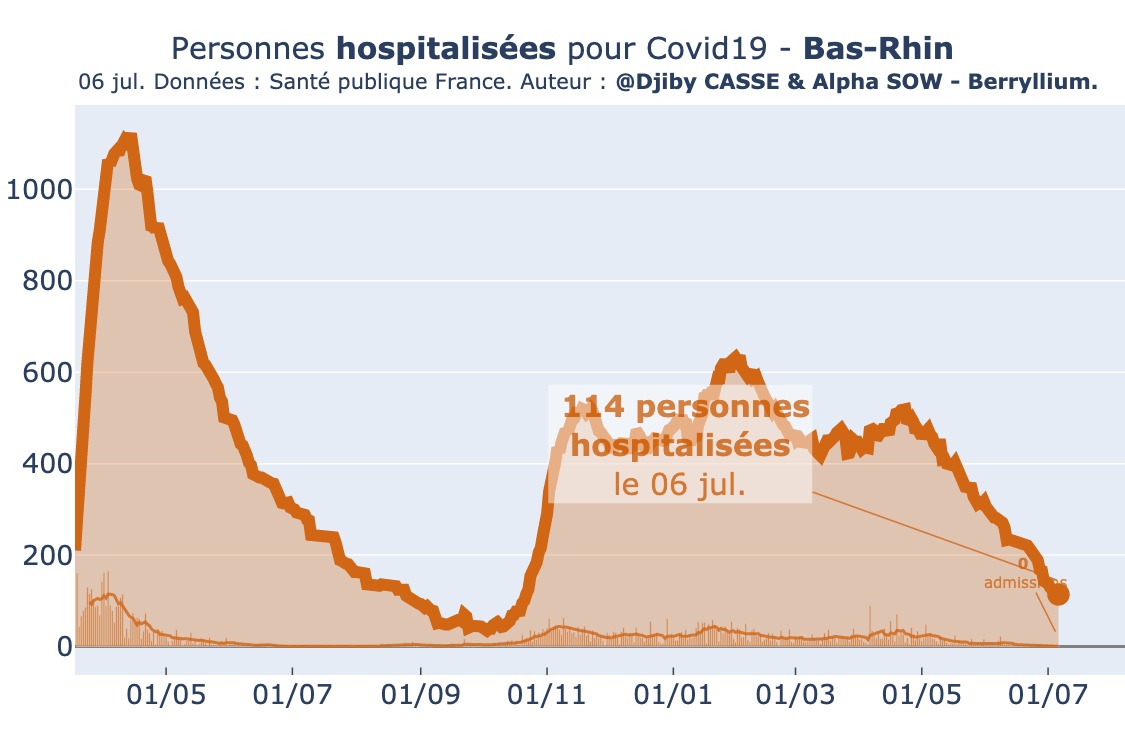 Personnes hospitalisées pour Covid19 - Bas-Rhin
06 jul. Données : Santé publique France. Auteur : @Djiby CASSE & Alpha SOW - Berryllium.
1000
800
600
400
200
0
114 personnes
hospitalisées
le 06 jul.
0
admissions
01/05 01/07 01/09 01/11 01/01 01/03 01/05 01/07